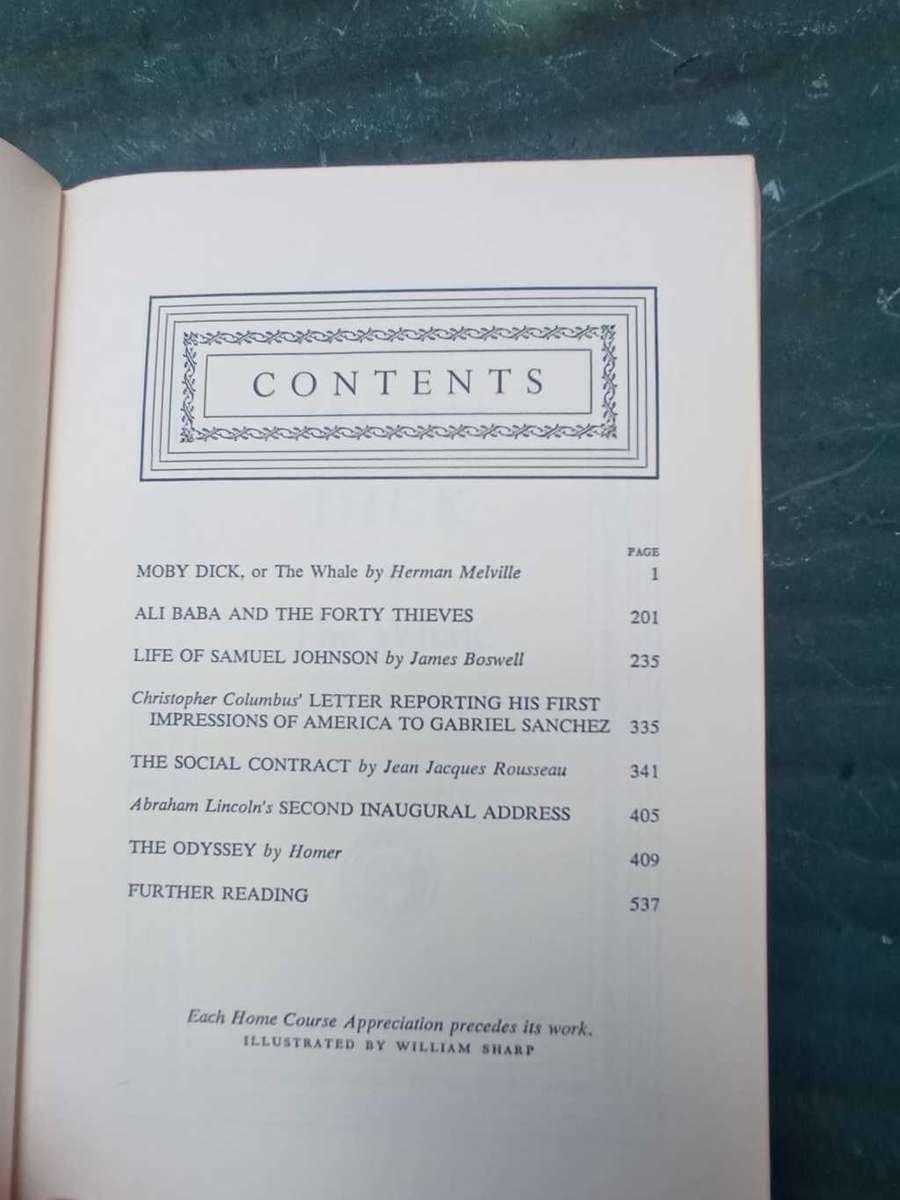 CONTENTS
PAGE
MOBY DICK, or The Whale by Herman Melville 1
ALI BABA AND THE FORTY THIEVES 201
LIFE OF SAMUEL JOHNSON by James Boswell 235
Christopher Columbus' LETTER REPORTING HIS FIRST
IMPRESSIONS OF AMERICA TO GABRIEL SANCHEZ 335
THE SOCIAL CONTRACT by Jean Jacques Rousseau 341
Abraham Lincoln's SECOND INAUGURAL ADDRESS 405
THE ODYSSEY by Homer 409
FURTHER READING 537
Each Home Course Appreciation precedes its work.
ILLUSTRATED BY WILLIAM SHARP